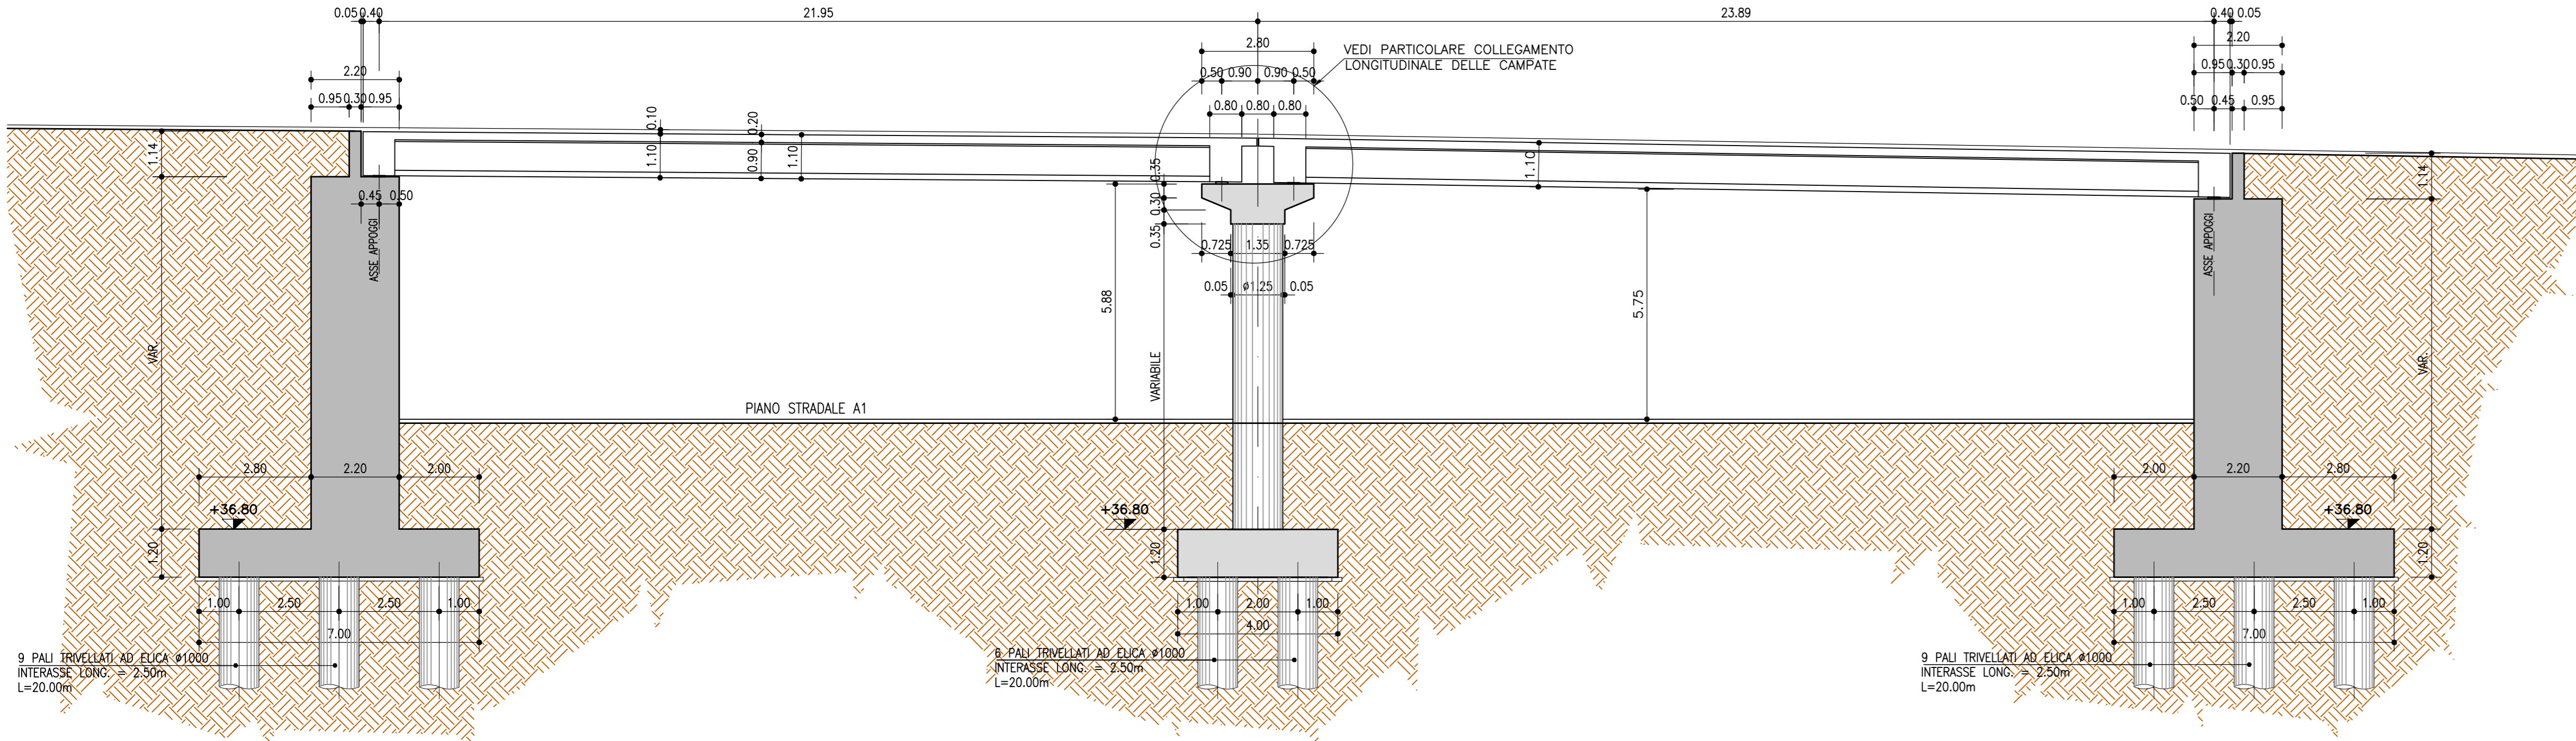 0.05 0.40 21.95 23.89 0.40 0.05
2.80
VEDI PARTICOLARE COLLEGAMENTO
LONGITUDINALE DELLE CAMPATE
2.20
2.20
0.50 0.90 0.90 0.50
0.95 0.30 0.95
0.95 0.30 0.95
0.80 0.80 0.80
0.50 0.45 0.95
0.10
0.20
1.14
1.10
0.90
1.10
0.35
1.10
1.14
0.45 0.50
0.30
ASSE APPOGGI
0.35
0.725 1.35 0.725
ASSE APPOGGI
0.05 ø1.25 0.05
5.88
5.75
VAR.
VARIABILE
VAR.
PIANO STRADALE A1
2.80 2.20 2.00
2.00 2.20 2.80
+36.80
+36.80
+36.80
1.20
1.20
1.20
1.00 2.50 2.50 1.00
1.00 2.00 1.00
1.00 2.50 2.50 1.00
7.00
4.00
7.00
9 PALI TRIVELLATI AD ELICA ø1000
INTERASSE LONG. = 2.50m
L=20.00m
6 PALI TRIVELLATI AD ELICA ø1000
INTERASSE LONG. = 2.50m
L=20.00m
9 PALI TRIVELLATI AD ELICA ø1000
INTERASSE LONG. = 2.50m
L=20.00m